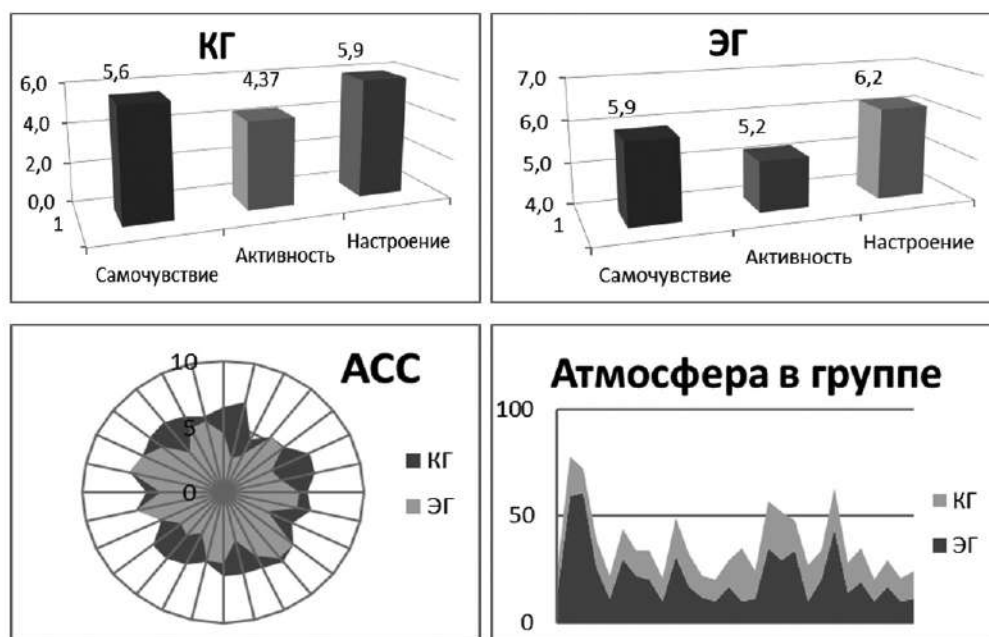 КГ
5,6
4,37
5,9
6,0
4,0
2,0
0,0
1
Самочувствие
Активность
Настроение
ЭГ
5,9
5,2
6,2
7,0
6,0
5,0
4,0
1
Самочувствие
Активность
Настроение
АСС
10
5
0
КГ
ЭГ
Атмосфера в группе
100
50
0
КГ
ЭГ